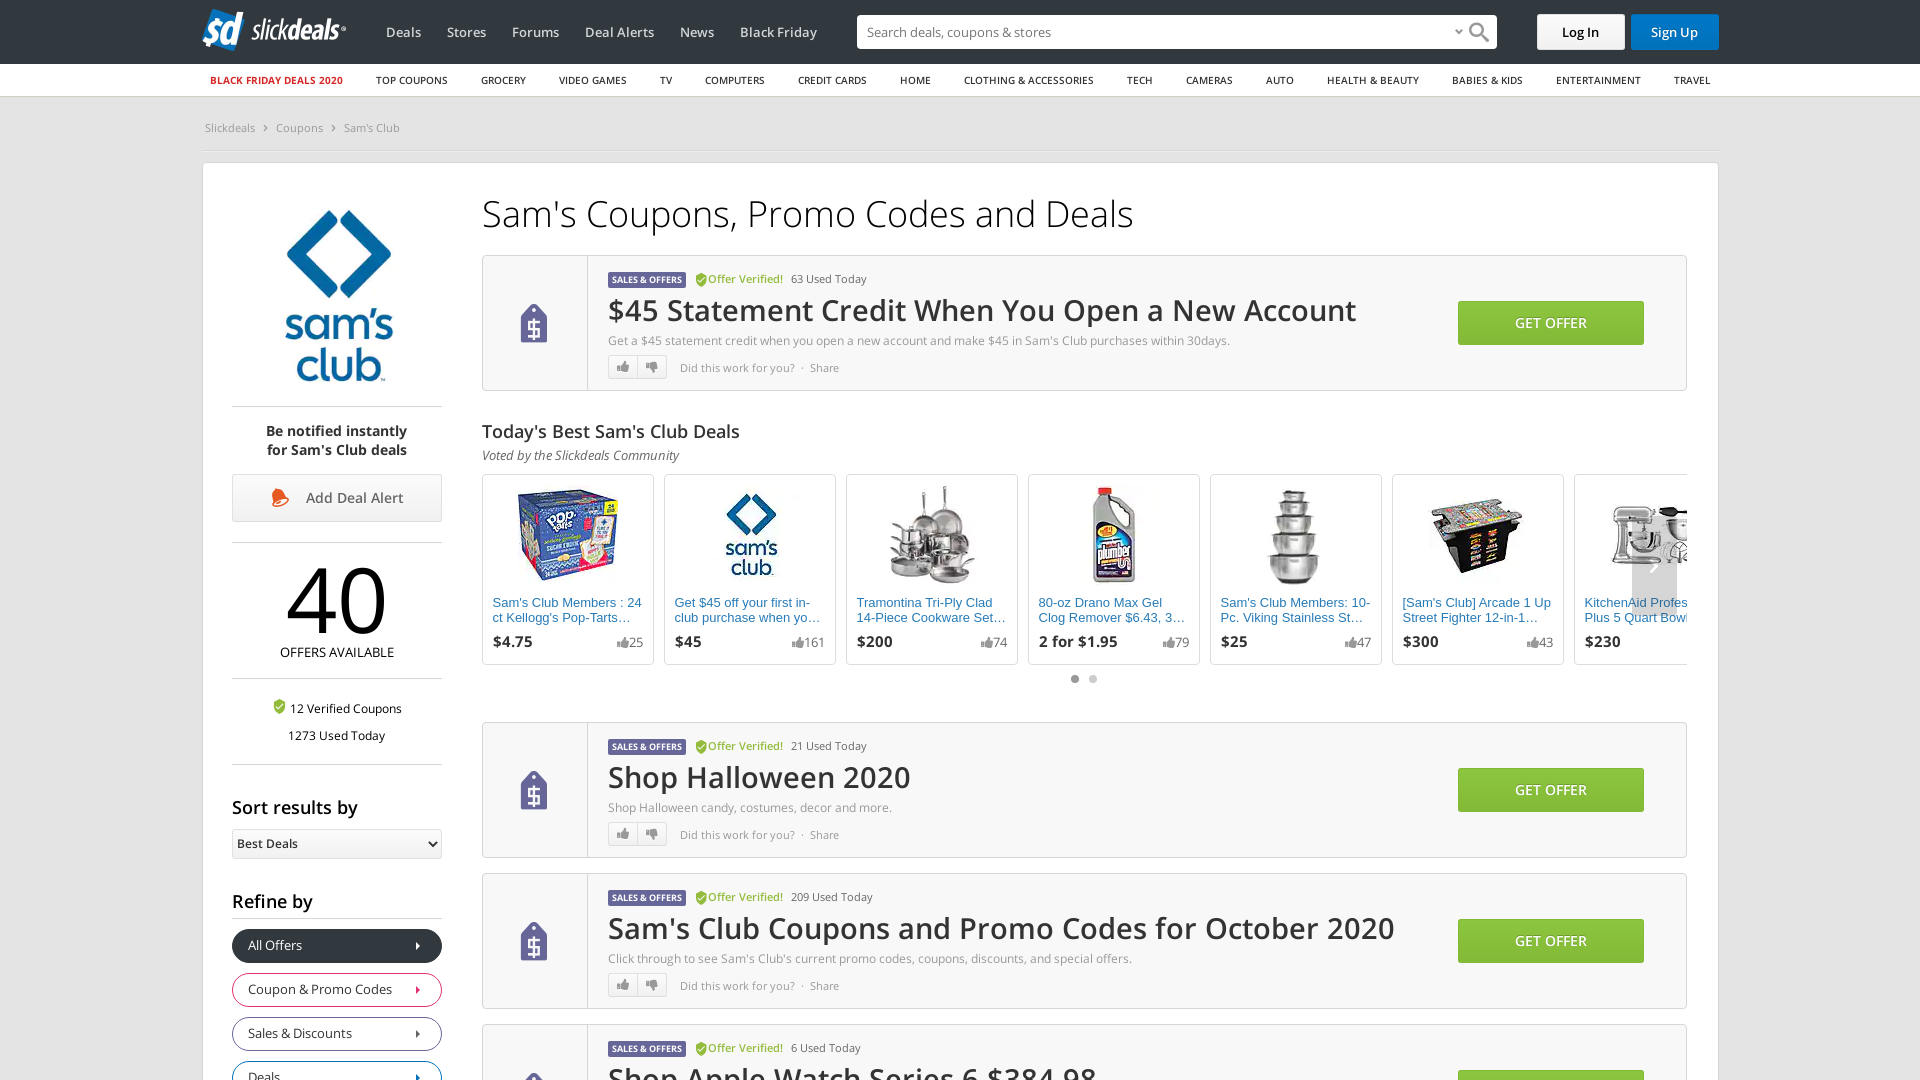 sd slickdeals
Deals
Stores
Forums
Deal Alerts
News
Black Friday
Search deals, coupons & stores
Log In
Sign Up
BLACK FRIDAY DEALS 2020
TOP COUPONS
GROCERY
VIDEO GAMES
TV
COMPUTERS
CREDIT CARDS
HOME
CLOTHING & ACCESSORIES
TECH
CAMERAS
AUTO
HEALTH & BEAUTY
BABIES & KIDS
ENTERTAINMENT
TRAVEL
Slickdeals
Coupons
Sam's Club
sam's
club
Be notified instantly
for Sam's Club deals
Add Deal Alert
40
OFFERS AVAILABLE
12 Verified Coupons
1273 Used Today
Sort results by
Best Deals
Refine by
All Offers
Coupon & Promo Codes
Sales & Discounts
Deals
Sam's Coupons, Promo Codes and Deals
SALES & OFFERS Offer Verified! 63 Used Today
$45 Statement Credit When You Open a New Account
Get a $45 statement credit when you open a new account and make $45 in Sam's Club purchases within 30days.
Did this work for you? · Share
GET OFFER
Today's Best Sam's Club Deals
Voted by the Slickdeals Community
POP
Tarts
Sam's Club Members : 24
ct Kellogg's Pop-Tarts…
$4.75
25
sam's
club
Get $45 off your first in-
club purchase when yo…
$45
161
Tramontina Tri-Ply Clad
14-Piece Cookware Set…
$200
74
plumber
80-oz Drano Max Gel
Clog Remover $6.43, 3…
2 for $1.95
79
Sam's Club Members: 10-
Pc. Viking Stainless St…
$25
47
[Sam's Club] Arcade 1 Up
Street Fighter 12-in-1…
$300
43
KitchenAid Profes
Plus 5 Quart Bowl
$230
SALES & OFFERS Offer Verified! 21 Used Today
Shop Halloween 2020
Shop Halloween candy, costumes, decor and more.
Did this work for you? · Share
GET OFFER
SALES & OFFERS Offer Verified! 209 Used Today
Sam's Club Coupons and Promo Codes for October 2020
Click through to see Sam's Club's current promo codes, coupons, discounts, and special offers.
Did this work for you? · Share
GET OFFER
SALES & OFFERS Offer Verified! 6 Used Today
Shop Apple Watch Series 6 $384.98